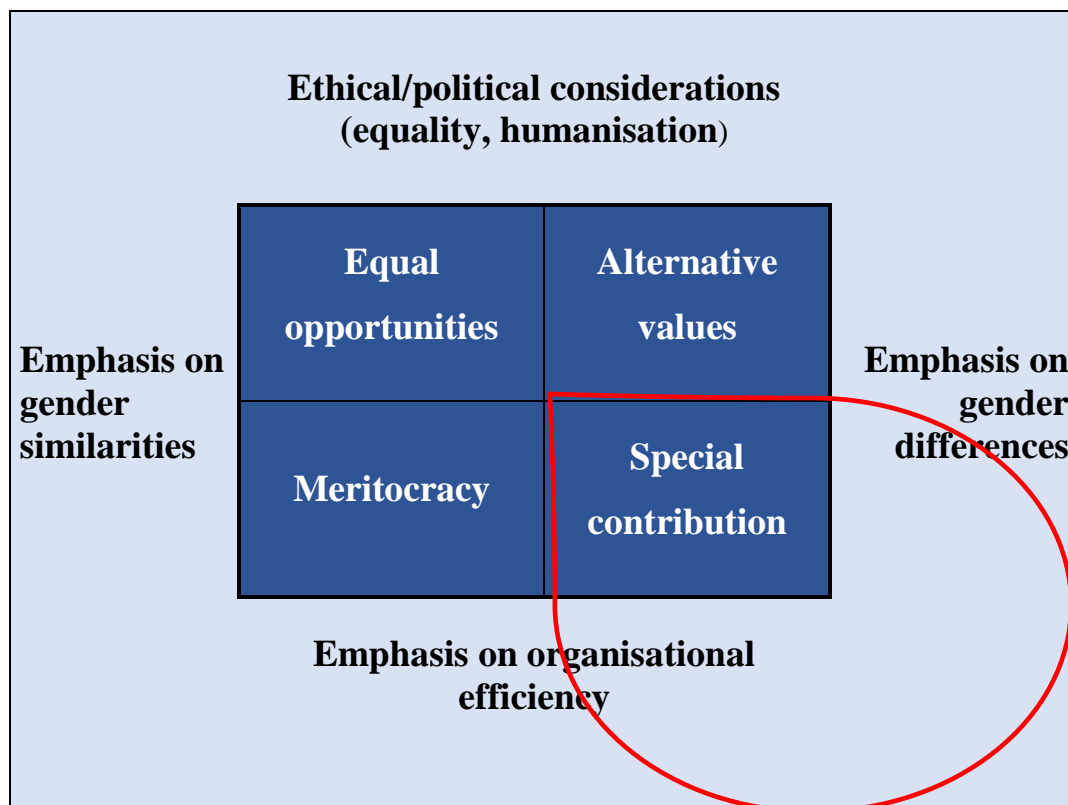 Ethical/political considerations
(equality, humanisation)
Equal
opportunities
Alternative
values
Emphasis on
gender
similarities
Emphasis on
gender
differences
Meritocracy
Special
contribution
Emphasis on organisational
efficiency